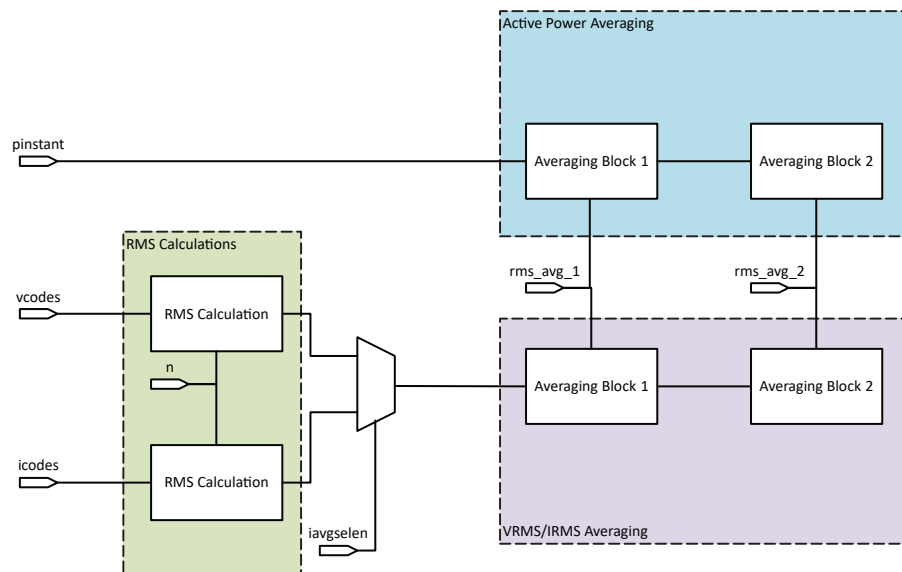 Active Power Averaging
pinstant
Averaging Block 1
Averaging Block 2
RMS Calculations
rms_avg_1
rms_avg_2
vcodes
RMS Calculation
n
Averaging Block 1
Averaging Block 2
icodes
RMS Calculation
iavgselen
VRMS/IRMS Averaging